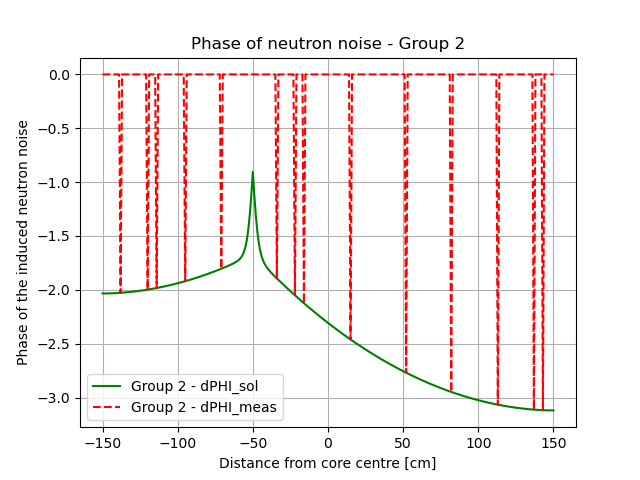 Phase of neutron noise - Group 2
Phase of the induced neutron noise
0.0
−0.5
−1.0
−1.5
−2.0
−2.5
−3.0
Group 2 - dPHI_sol
Group 2 - dPHI_meas
−150
−100
−50
0
50
100
150
Distance from core centre [cm]